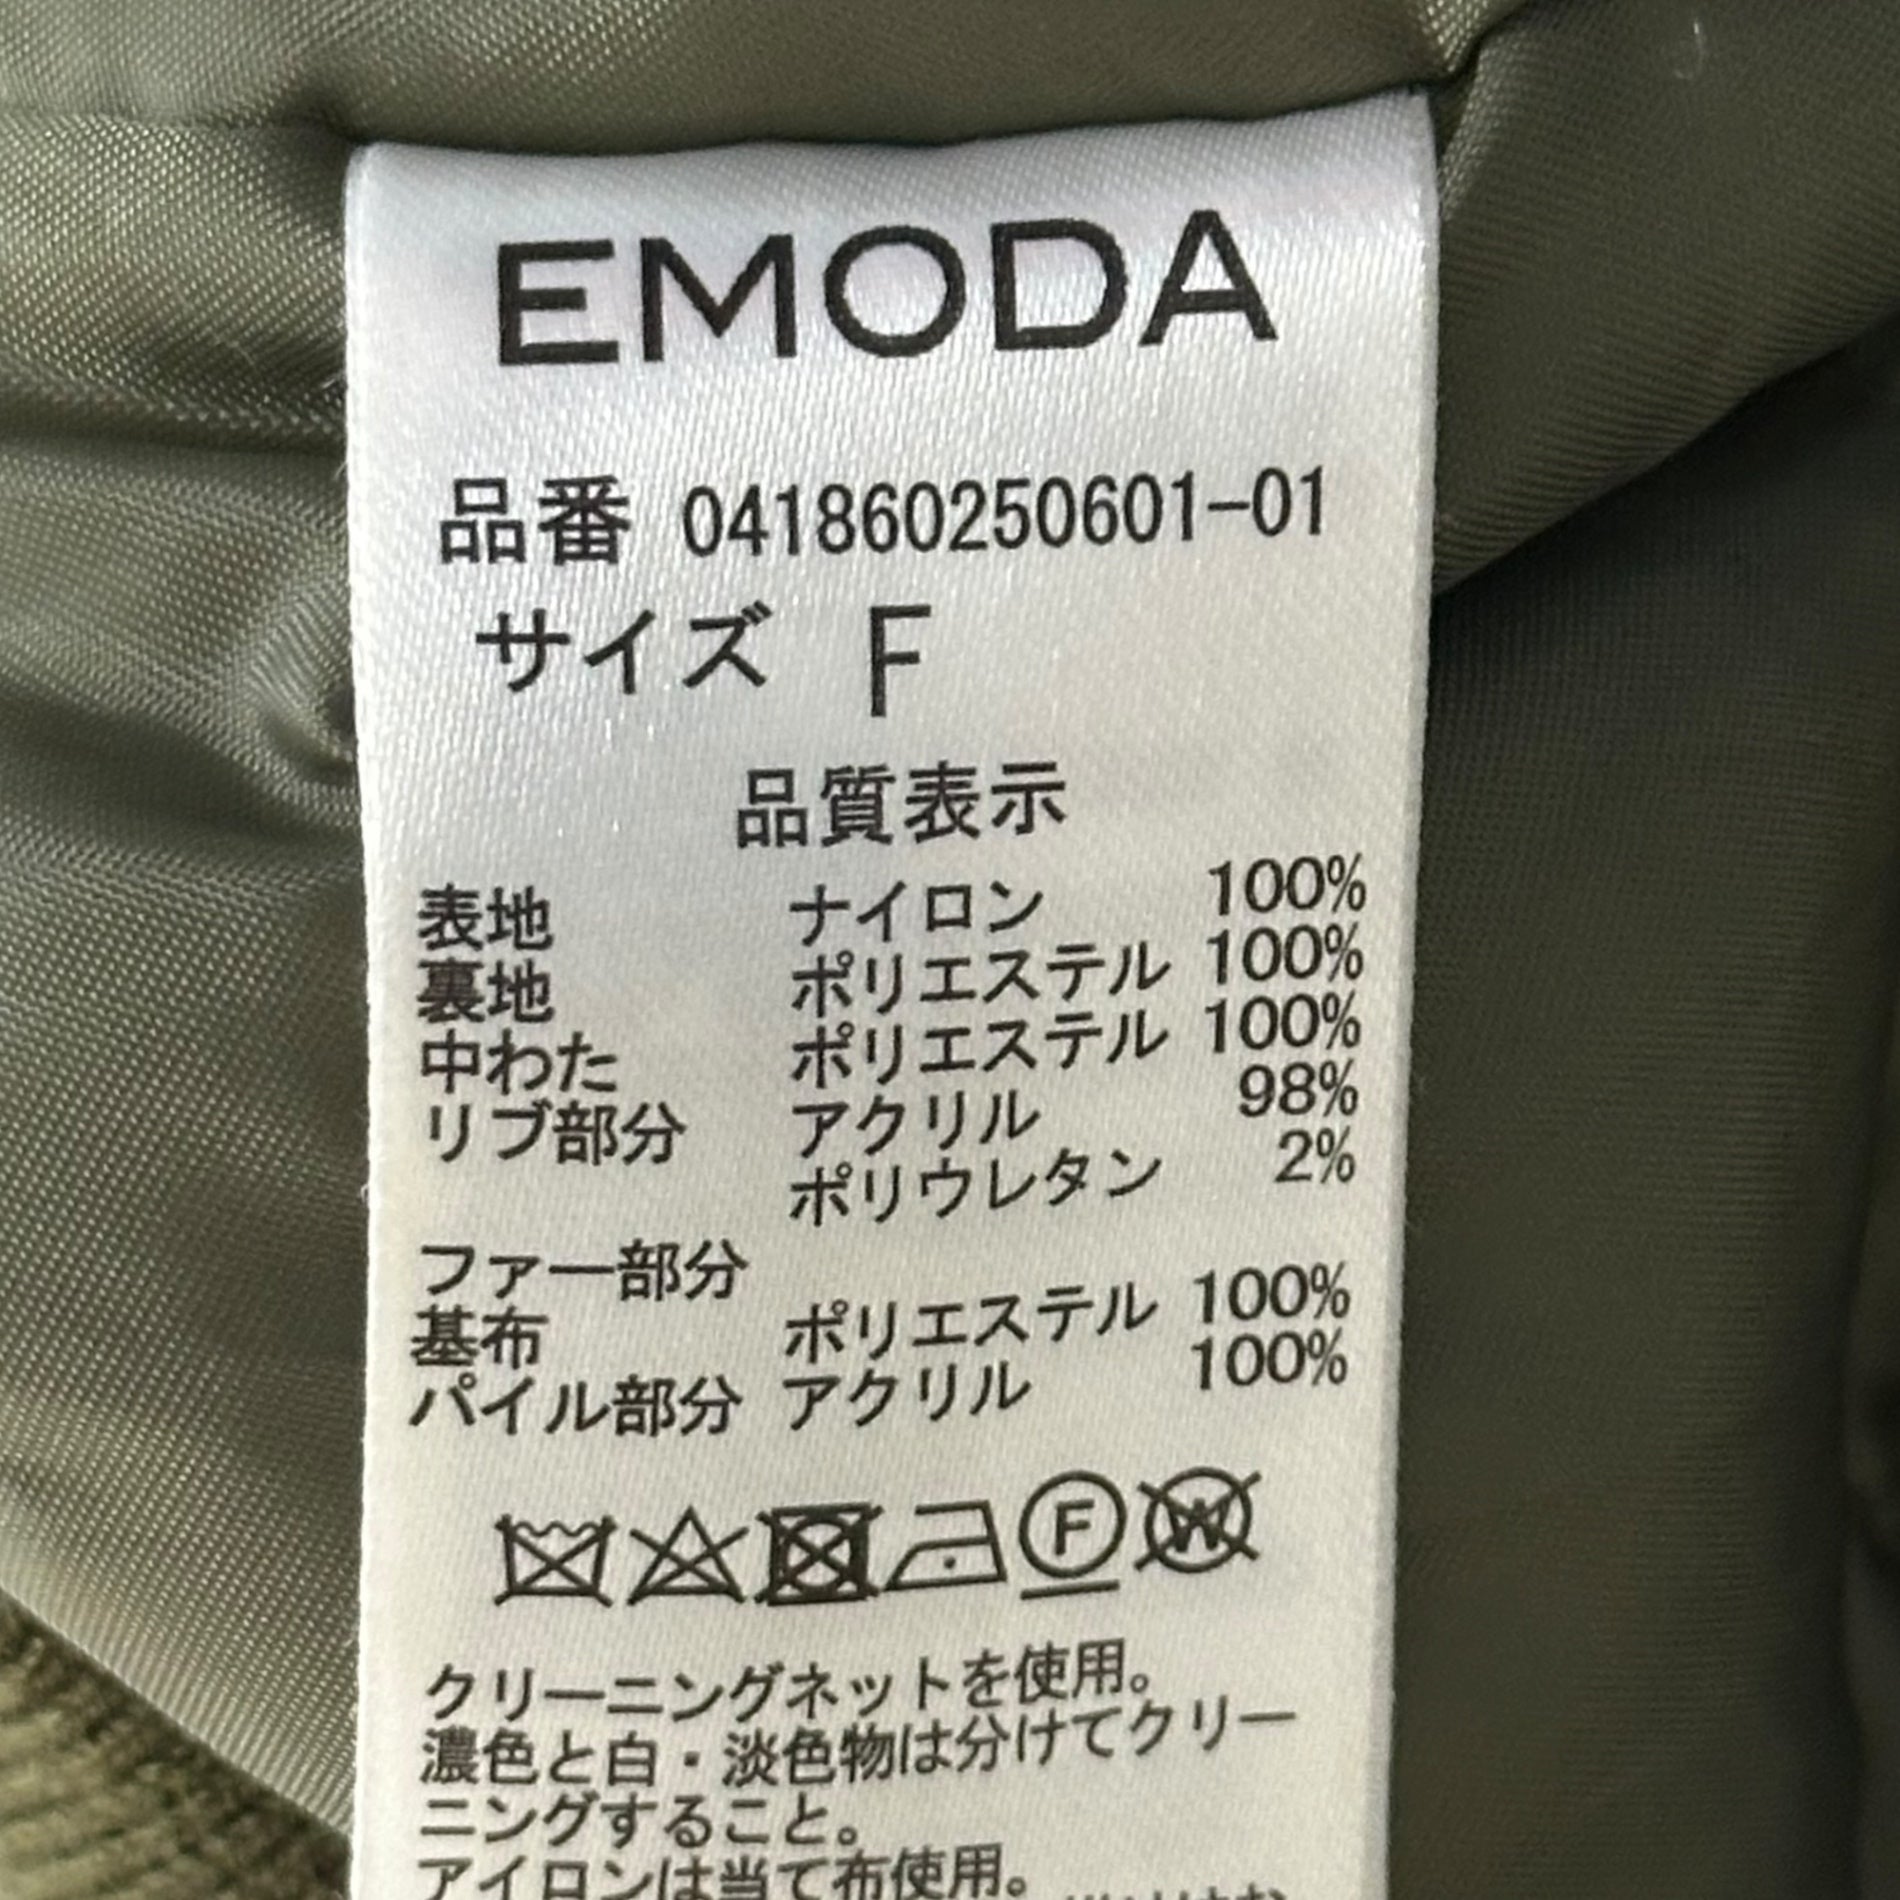 EMODA
品番 041860250601-01
サイズ F
品質表示
表地 ナイロン 100%
裏地 ポリエステル 100%
中わた ポリエステル 100%
リブ部分 アクリル 98%
ポリウレタン 2%
ファー部分
基布 ポリエステル 100%
パイル部分 アクリル 100%
F W
クリーニングネットを使用。
濃色と白・淡色物は分けてクリー
ニングすること。
アイロンは当て布使用。